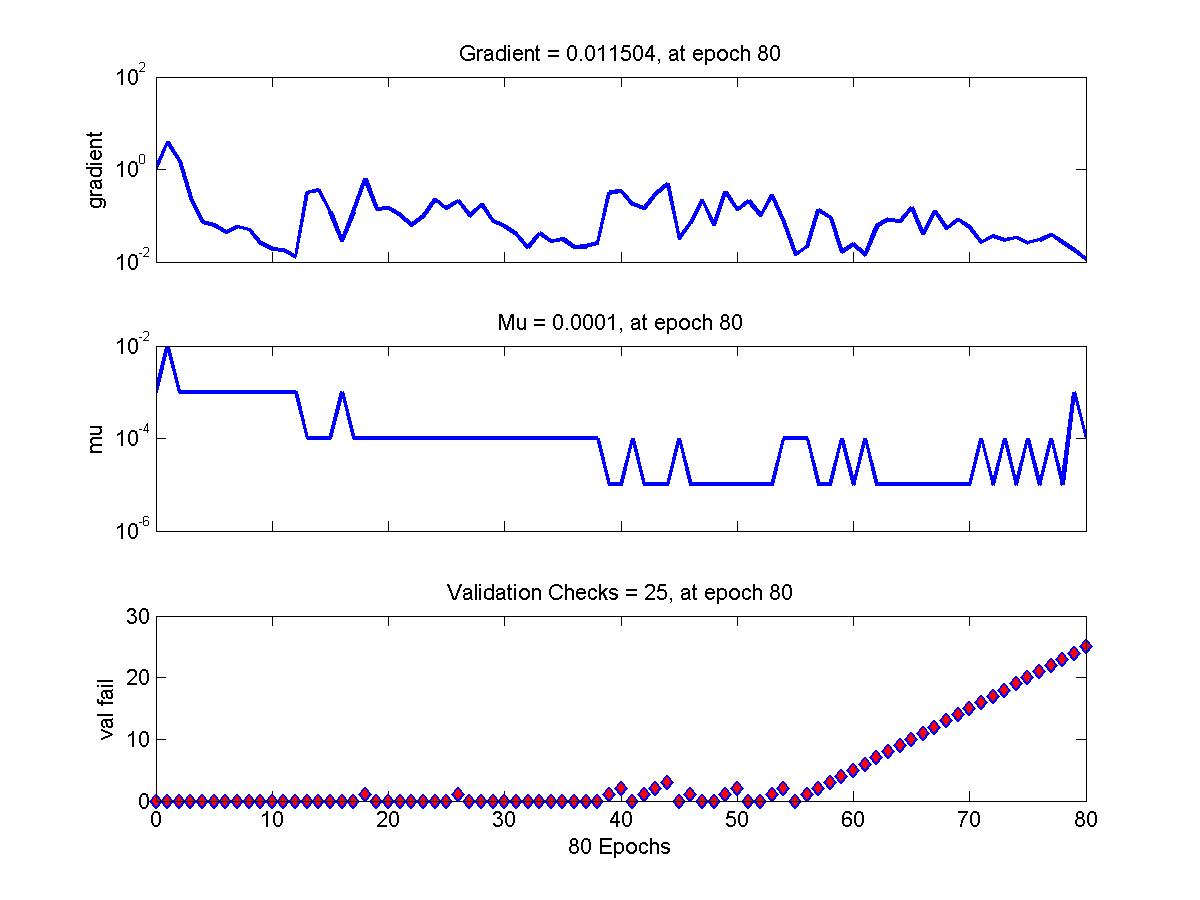 Gradient = 0.011504, at epoch 80
10^2
10^0
10^-2
gradient
Mu = 0.0001, at epoch 80
10^-2
10^-4
10^-6
mu
Validation Checks = 25, at epoch 80
30
20
10
0
val fail
0 10 20 30 40 50 60 70 80
80 Epochs